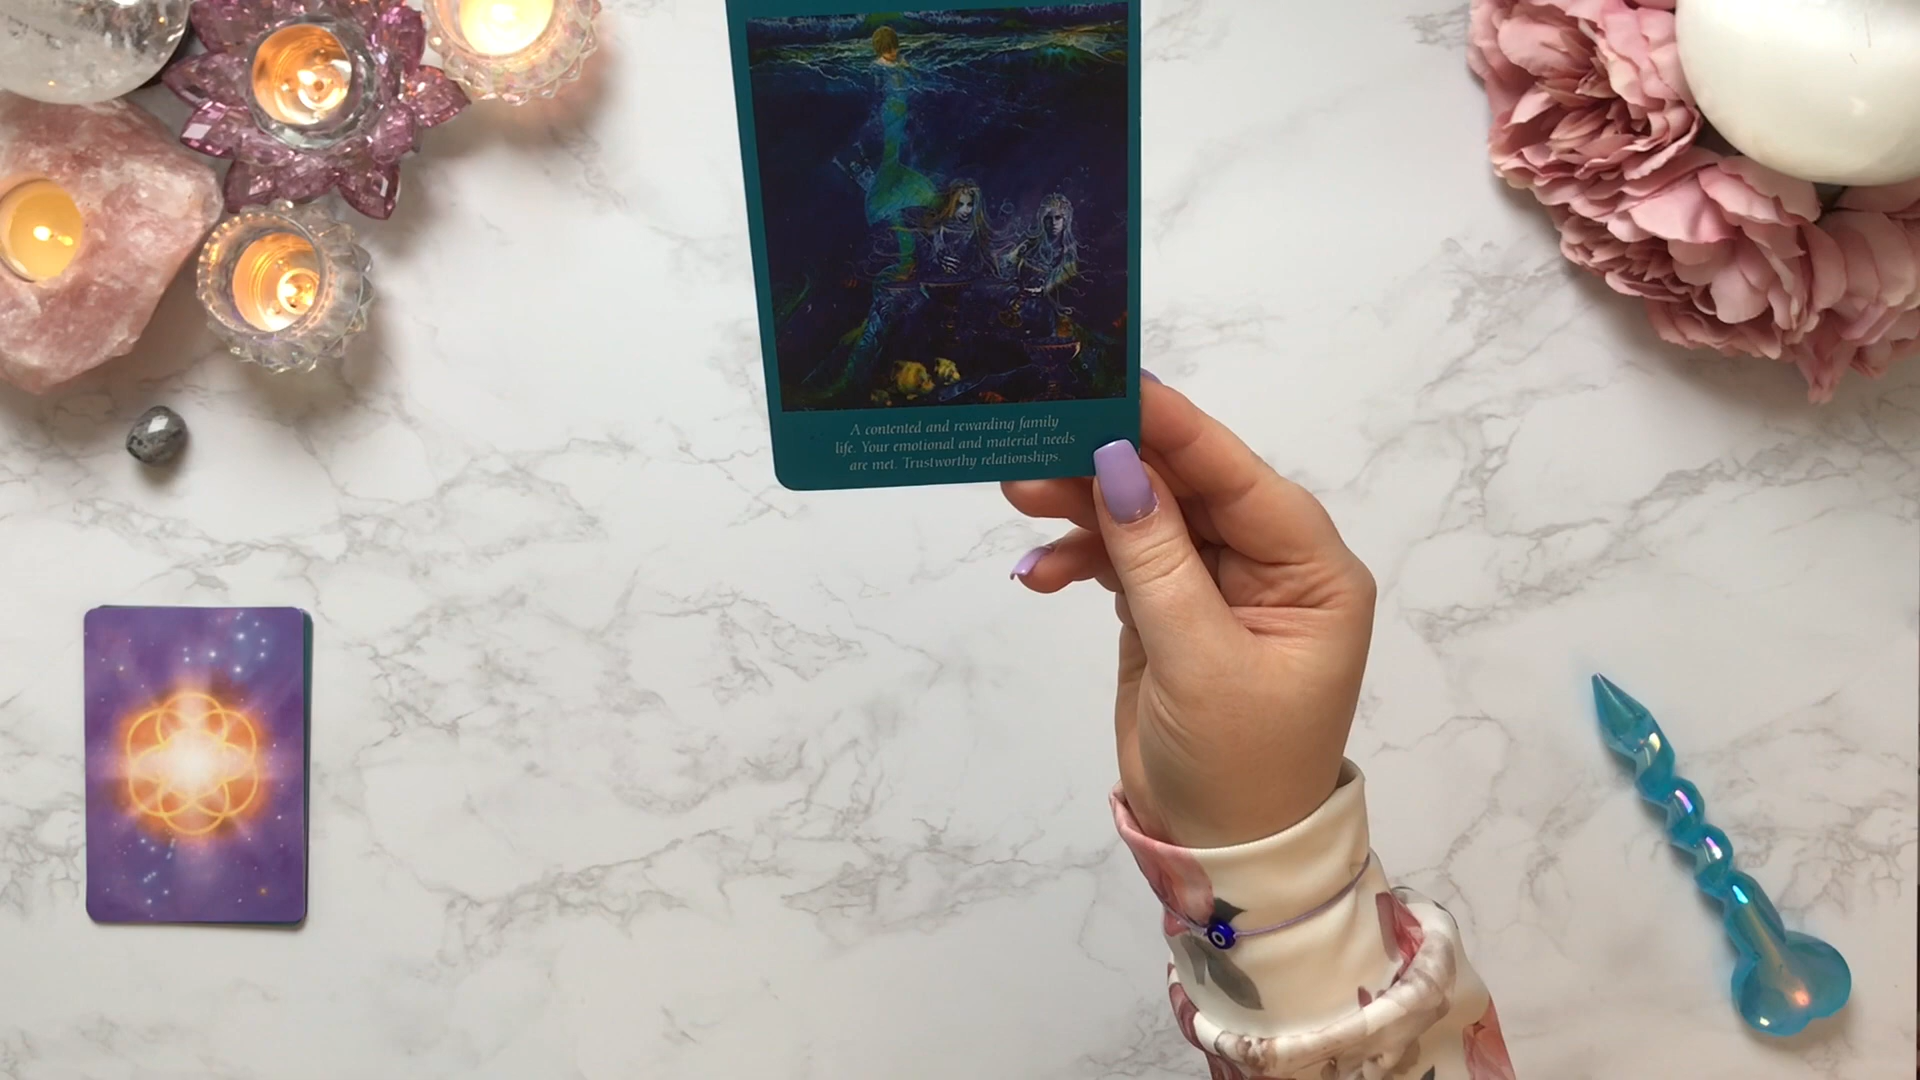 A contented and rewarding family
life. Your emotional and material needs
are met. Trustworthy relationships.